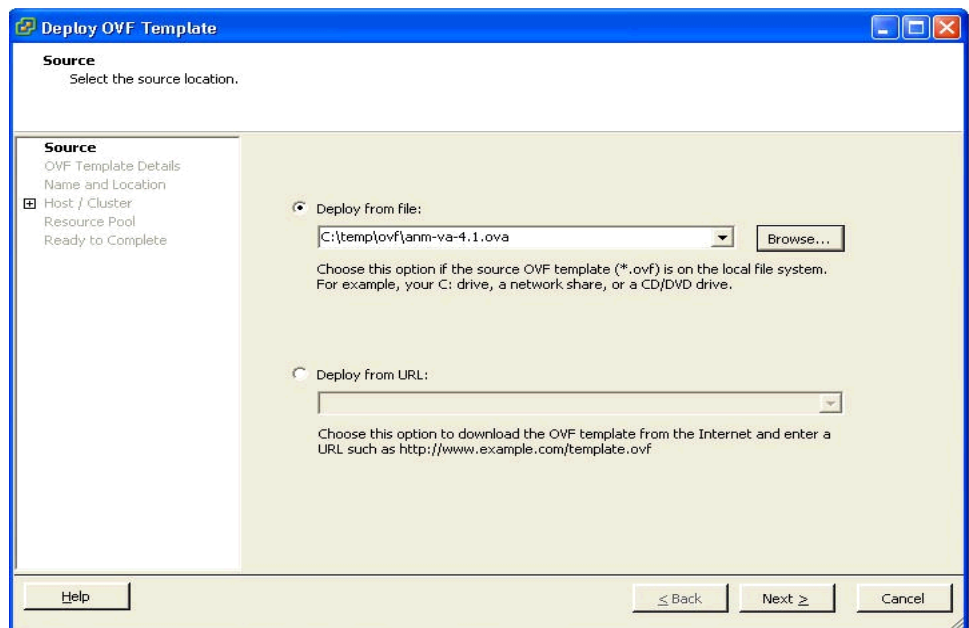 Deploy OVF Template
Source
Select the source location.
Source
OVF Template Details
Name and Location
Host / Cluster
Resource Pool
Ready to Complete
Deploy from file:
C:\temp\ovf\anm-va-4.1.ova
Browse...
Choose this option if the source OVF template (*.ovf) is on the local file system.
For example, your C: drive, a network share, or a CD/DVD drive.
Deploy from URL:
Choose this option to download the OVF template from the Internet and enter a
URL such as http://www.example.com/template.ovf
Help
< Back
Next >
Cancel